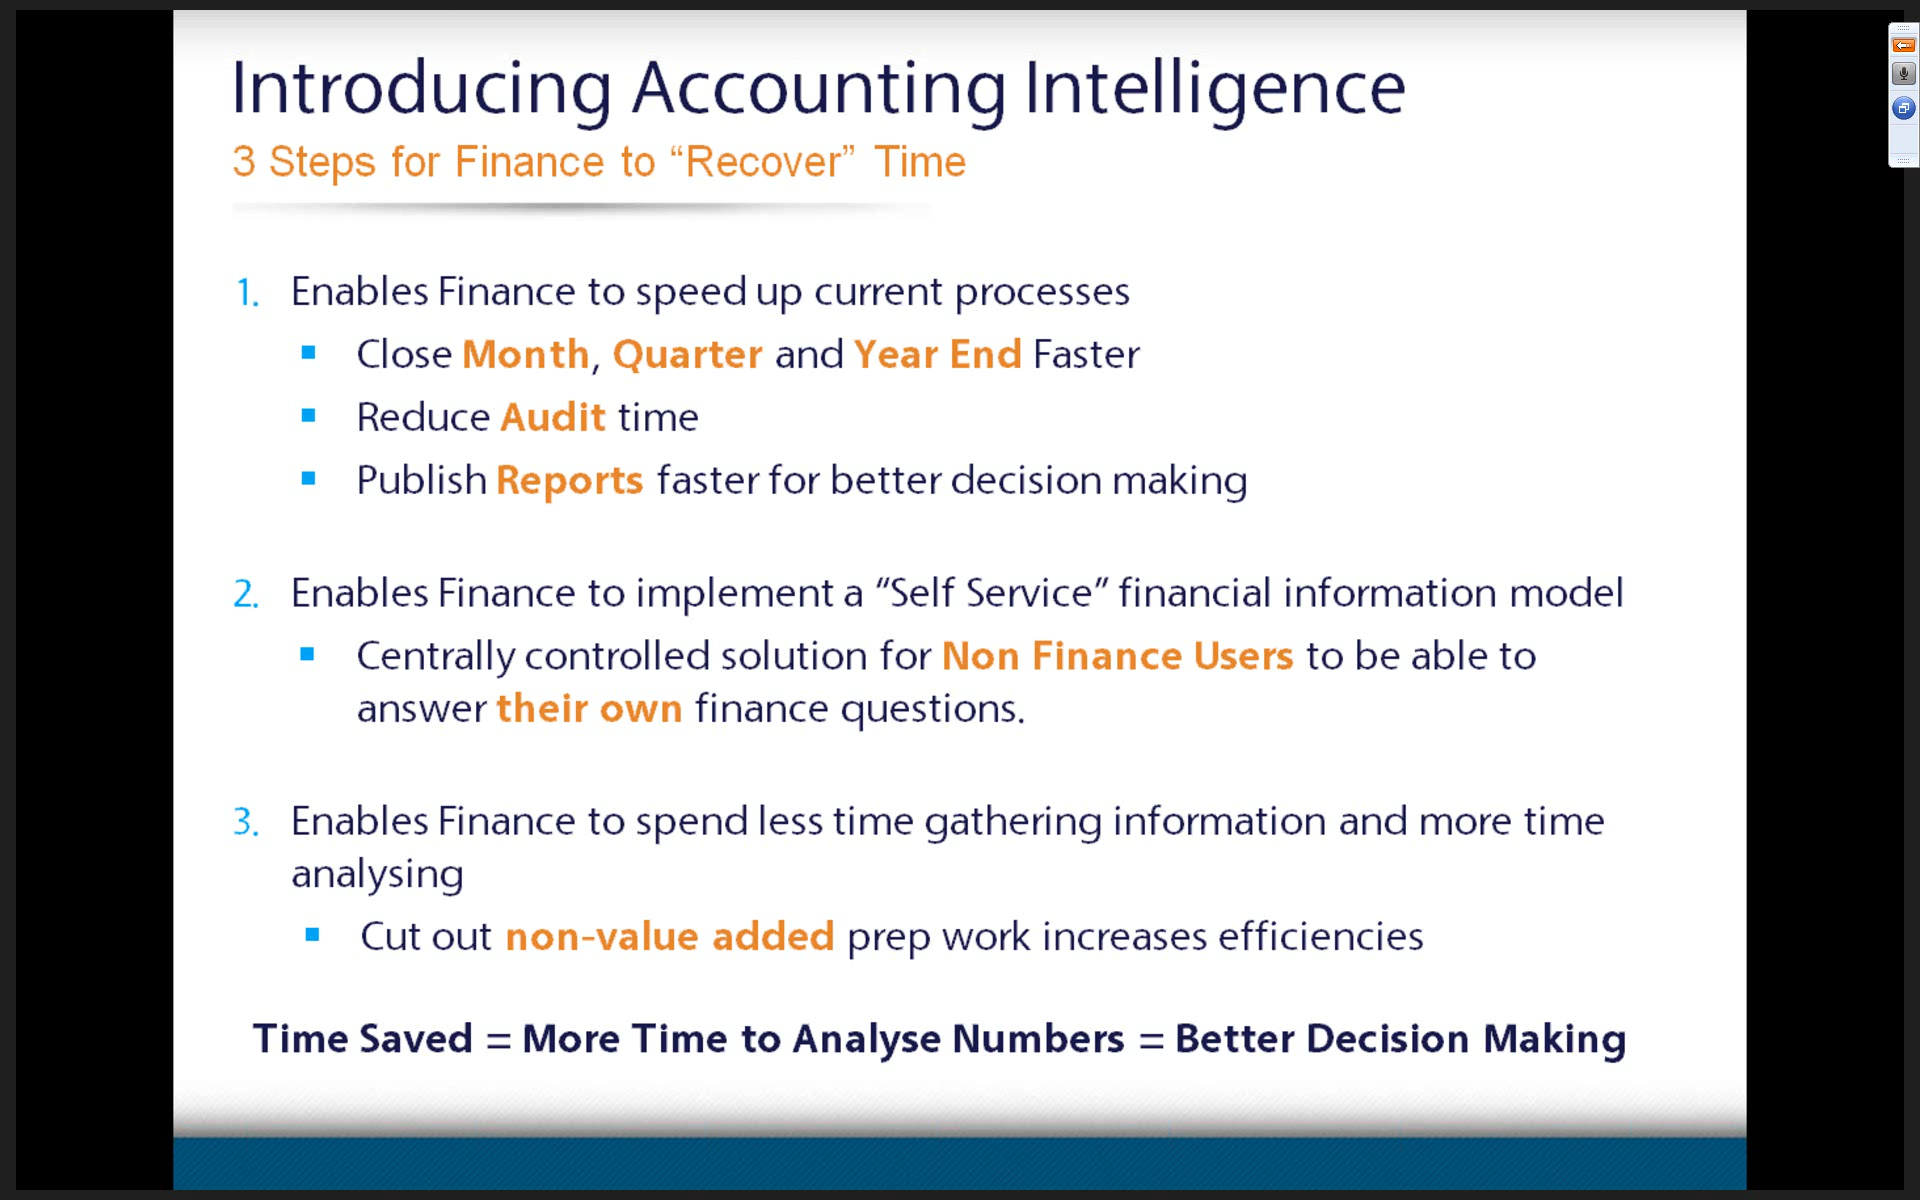 Introducing Accounting Intelligence
3 Steps for Finance to “Recover” Time
1. Enables Finance to speed up current processes
▪ Close Month, Quarter and Year End Faster
▪ Reduce Audit time
▪ Publish Reports faster for better decision making
2. Enables Finance to implement a “Self Service” financial information model
▪ Centrally controlled solution for Non Finance Users to be able to
answer their own finance questions.
3. Enables Finance to spend less time gathering information and more time
analysing
▪ Cut out non-value added prep work increases efficiencies
Time Saved = More Time to Analyse Numbers = Better Decision Making